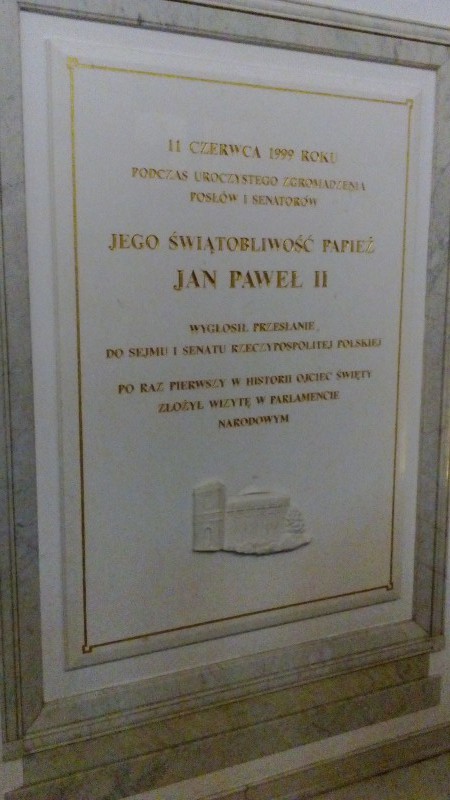 11 CZERWCA 1999 ROKU
PODCZAS UROCZYSTEGO ZGROMADZENIA
POSŁÓW I SENATORÓW
JEGO ŚWIĄTOBLIWOŚĆ PAPIEŻ
JAN PAWEŁ II
WYGŁOSIŁ PRZESŁANIE
DO SEJMU I SENATU RZECZYPOSPOLITEJ POLSKIEJ
PO RAZ PIERWSZY W HISTORII OJCIEC ŚWIĘTY
ZŁOŻYŁ WIZYTĘ W PARLAMENCIE
NARODOWYM